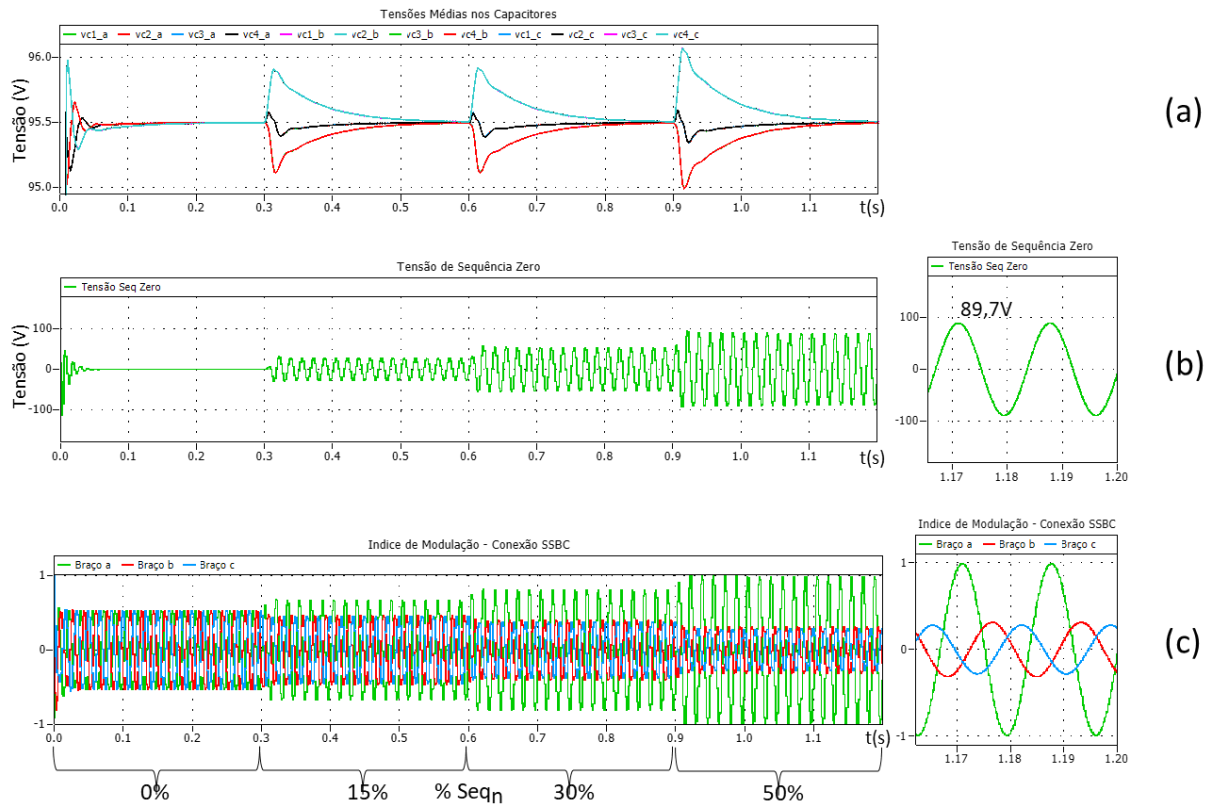 Tensões Médias nos Capacitores
vc1_a vc2_a vc3_a vc4_a vc1_b vc2_b vc3_b vc4_b vc1_c vc2_c vc3_c vc4_c
Tensão (V)
96.0
95.5
95.0
0.0 0.1 0.2 0.3 0.4 0.5 0.6 0.7 0.8 0.9 1.0 1.1 t(s)
(a)
Tensão de Sequência Zero
Tensão Seq Zero
Tensão (V)
100
0
-100
0.0 0.1 0.2 0.3 0.4 0.5 0.6 0.7 0.8 0.9 1.0 1.1 t(s)
Tensão de Sequência Zero
Tensão Seq Zero
89,7V
100
0
-100
1.17 1.18 1.19 1.20
(b)
Indice de Modulação - Conexão SSBC
Braço a Braço b Braço c
1
0
-1
0.0 0.1 0.2 0.3 0.4 0.5 0.6 0.7 0.8 0.9 1.0 1.1 t(s)
0% 15% % Seqn 30% 50%
Indice de Modulação - Conexão SSBC
Braço a Braço b Braço c
1
0
-1
1.17 1.18 1.19 1.20
(c)